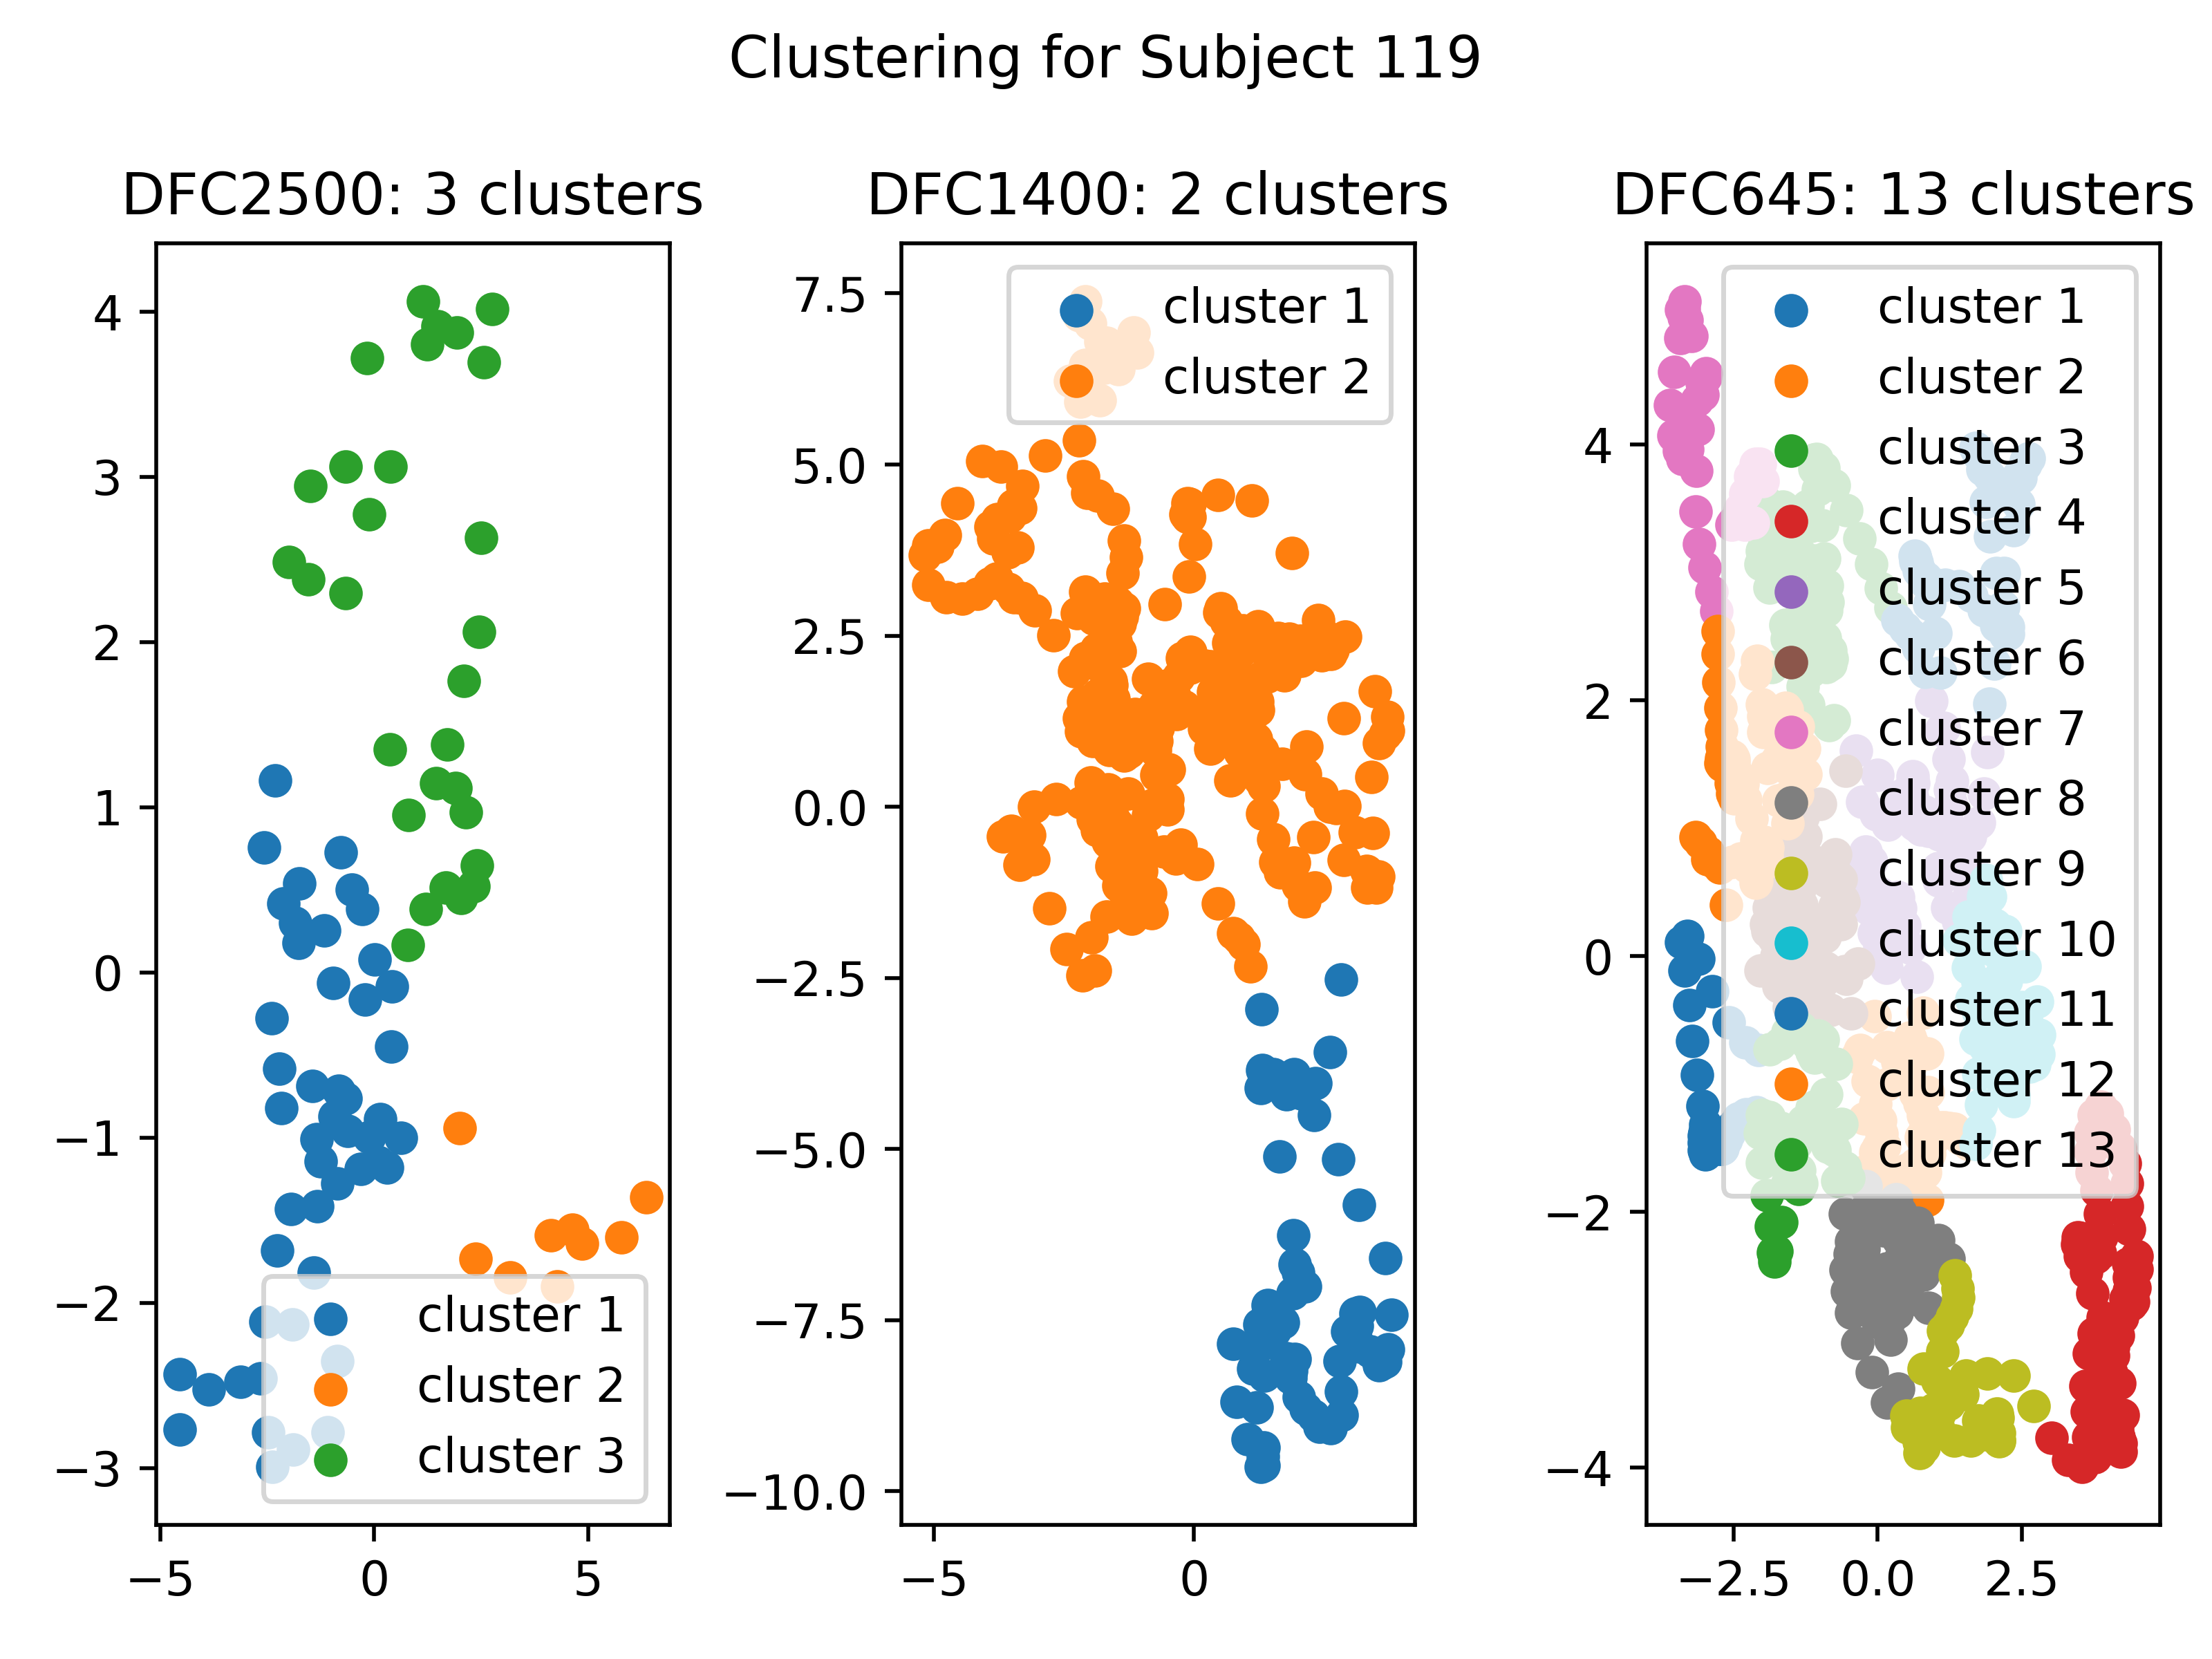 Clustering for Subject 119
DFC2500: 3 clusters
4
3
2
1
0
−1
−2
−3
−5
0
5
cluster 1
cluster 2
cluster 3
DFC1400: 2 clusters
7.5
5.0
2.5
0.0
−2.5
−5.0
−7.5
−10.0
−5
0
cluster 1
cluster 2
DFC645: 13 clusters
4
2
0
−2
−4
−2.5
0.0
2.5
cluster 1
cluster 2
cluster 3
cluster 4
cluster 5
cluster 6
cluster 7
cluster 8
cluster 9
cluster 10
cluster 11
cluster 12
cluster 13